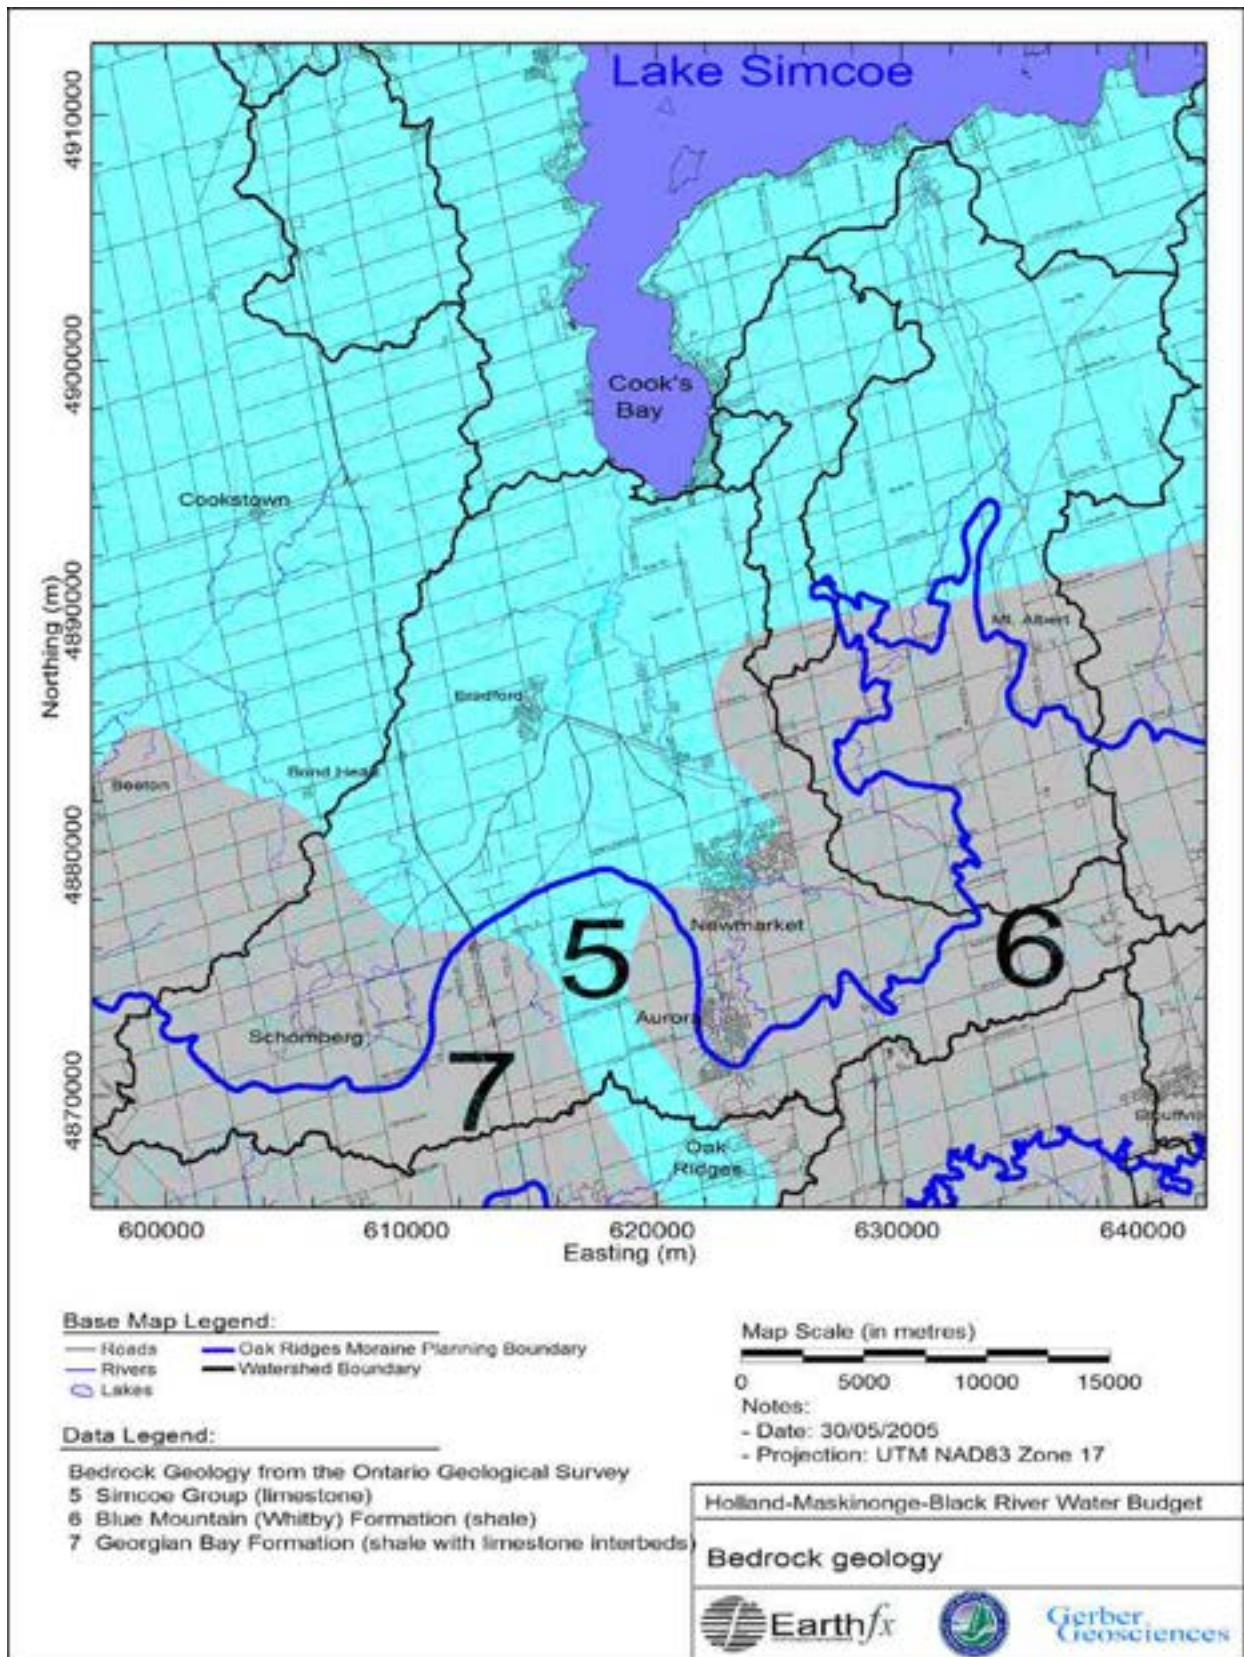 Lake Simcoe
4910000
4900000
Cook's
Bay
Cookstown
Northing (m)
4890000
Mt. Albert
Bradford
Bond Head
Beeton
4880000
Newmarket
5
6
Aurora
Schomberg
7
4870000
Oak
Ridges
600000
610000
620000
630000
640000
Easting (m)
Base Map Legend:
Roads
Oak Ridges Moraine Planning Boundary
Rivers
Watershed Boundary
Lakes
Map Scale (in metres)
0 5000 10000 15000
Notes:
- Date: 30/05/2005
- Projection: UTM NAD83 Zone 17
Data Legend:
Bedrock Geology from the Ontario Geological Survey
5 Simcoe Group (limestone)
6 Blue Mountain (Whitby) Formation (shale)
7 Georgian Bay Formation (shale with limestone interbeds)
Holland-Maskinonge-Black River Water Budget
Bedrock geology
Earthfx
Gerber
Geosciences